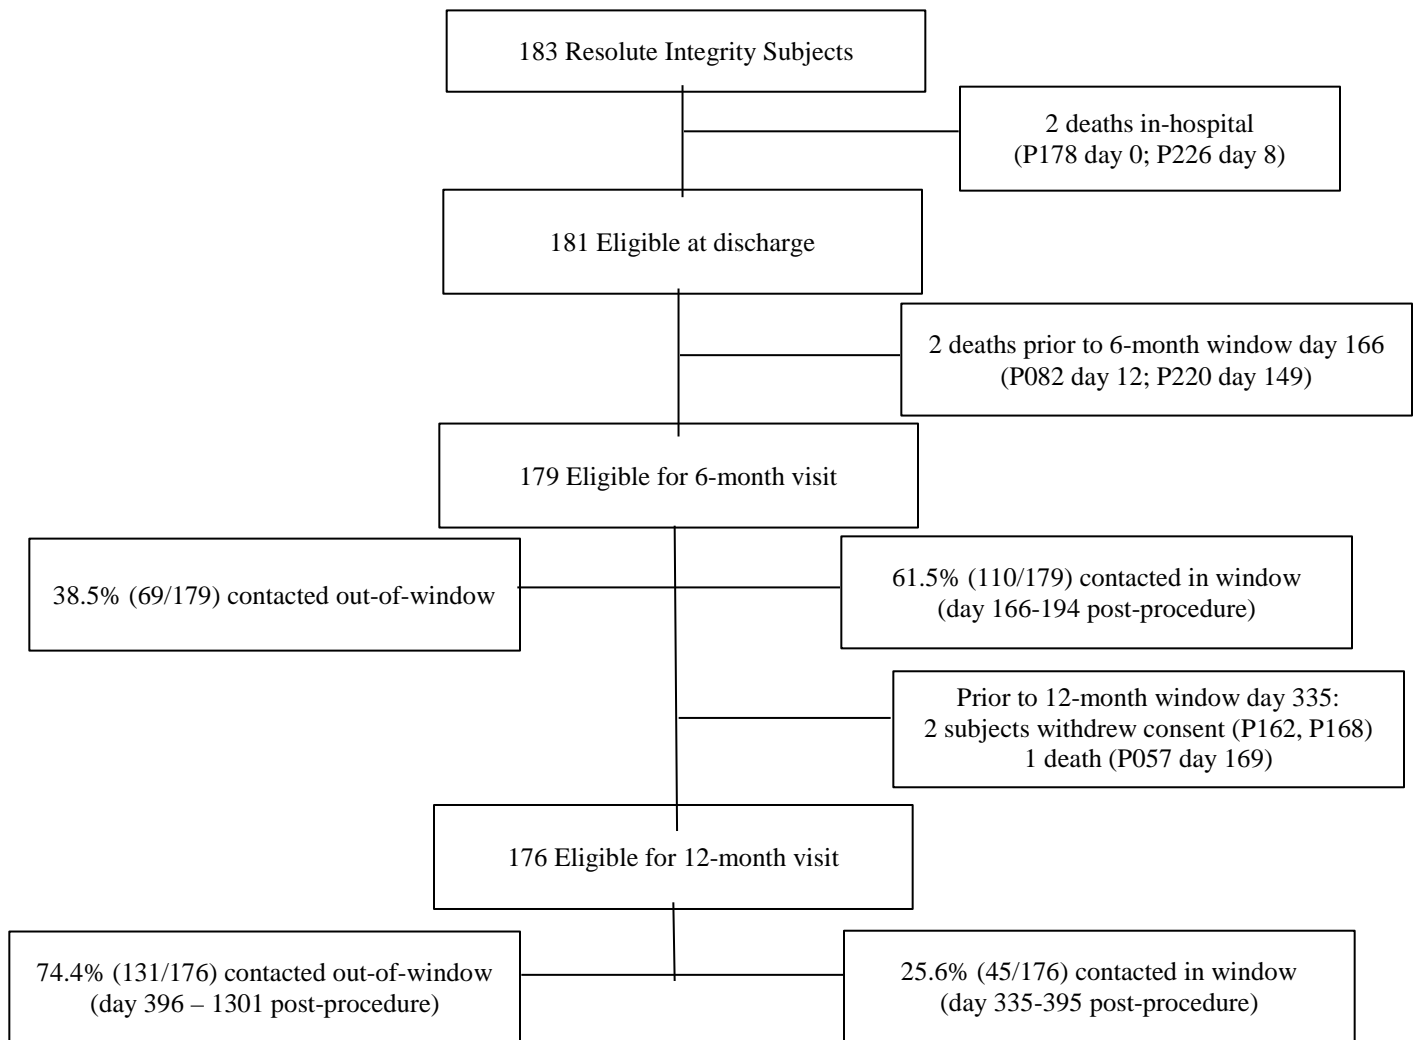 183 Resolute Integrity Subjects
2 deaths in-hospital
(P178 day 0; P226 day 8)
181 Eligible at discharge
2 deaths prior to 6-month window day 166
(P082 day 12; P220 day 149)
179 Eligible for 6-month visit
38.5% (69/179) contacted out-of-window
61.5% (110/179) contacted in window
(day 166-194 post-procedure)
Prior to 12-month window day 335:
2 subjects withdrew consent (P162, P168)
1 death (P057 day 169)
176 Eligible for 12-month visit
74.4% (131/176) contacted out-of-window
(day 396 – 1301 post-procedure)
25.6% (45/176) contacted in window
(day 335-395 post-procedure)